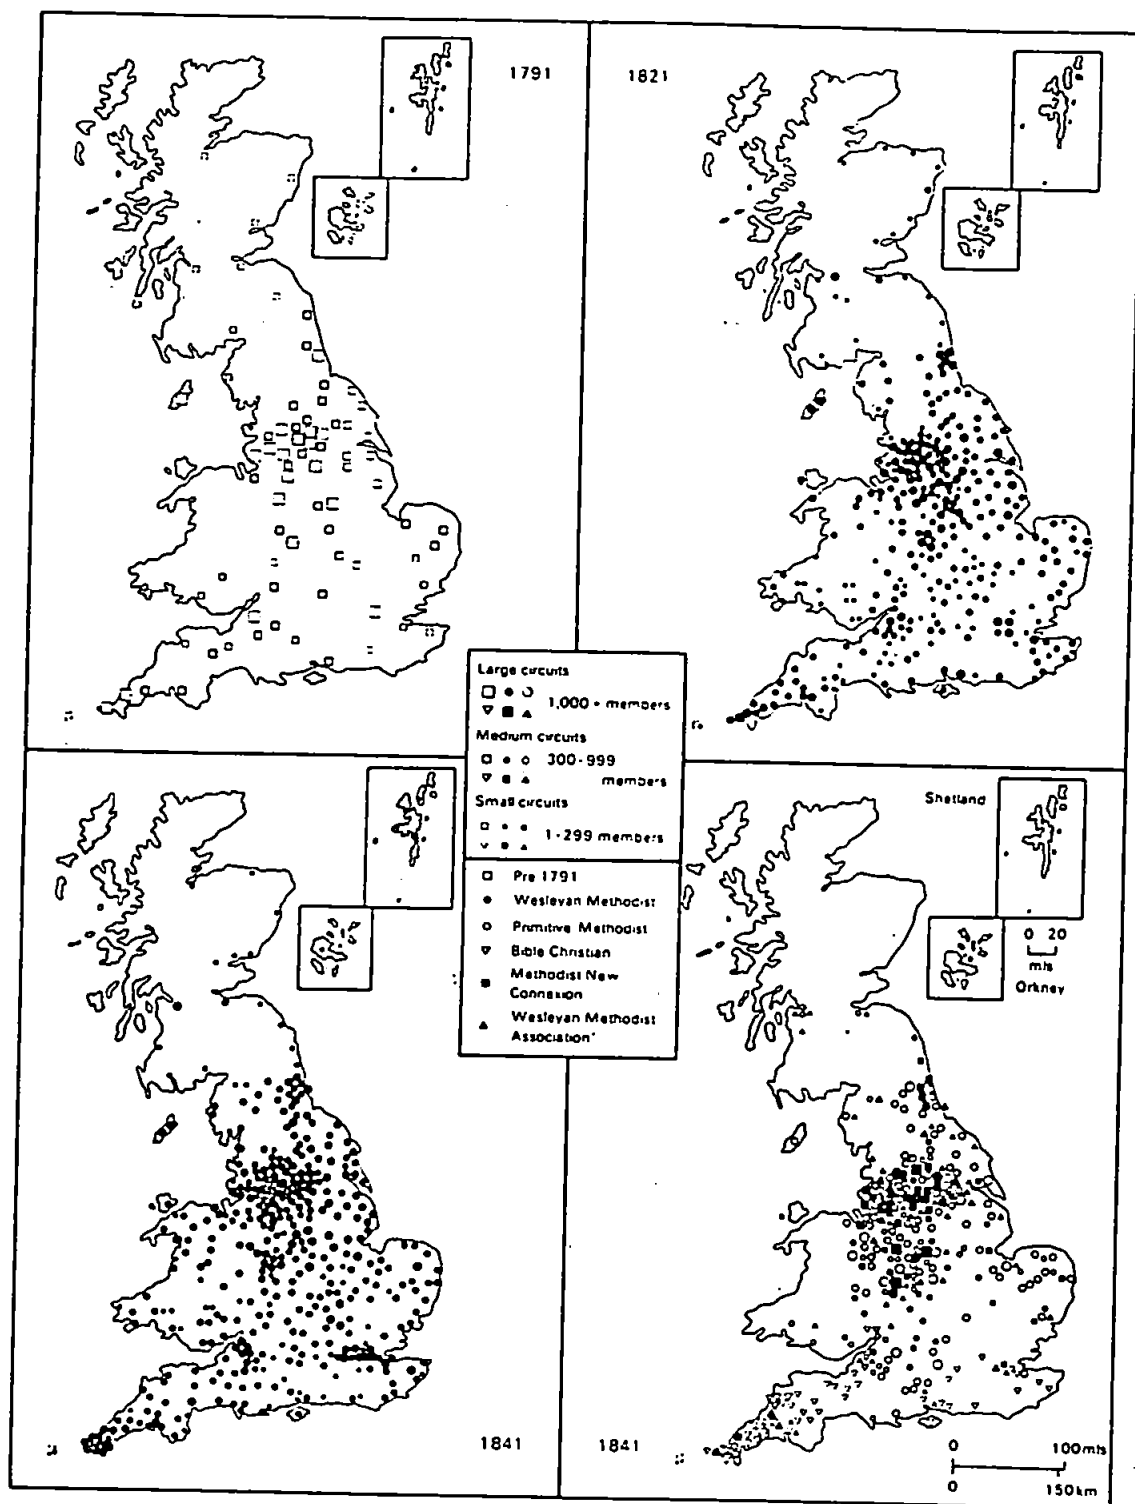 1791
1821
Large circuits
1,000 + members
Medium circuits
300-999
members
Small circuits
1-299 members
Pre 1791
Wesleyan Methodist
Primitive Methodist
Bible Christian
Methodist New
Connexion
Wesleyan Methodist
Association*
Shetland
0 20
mls
Orkney
1841
1841
0 100mls
0 150km